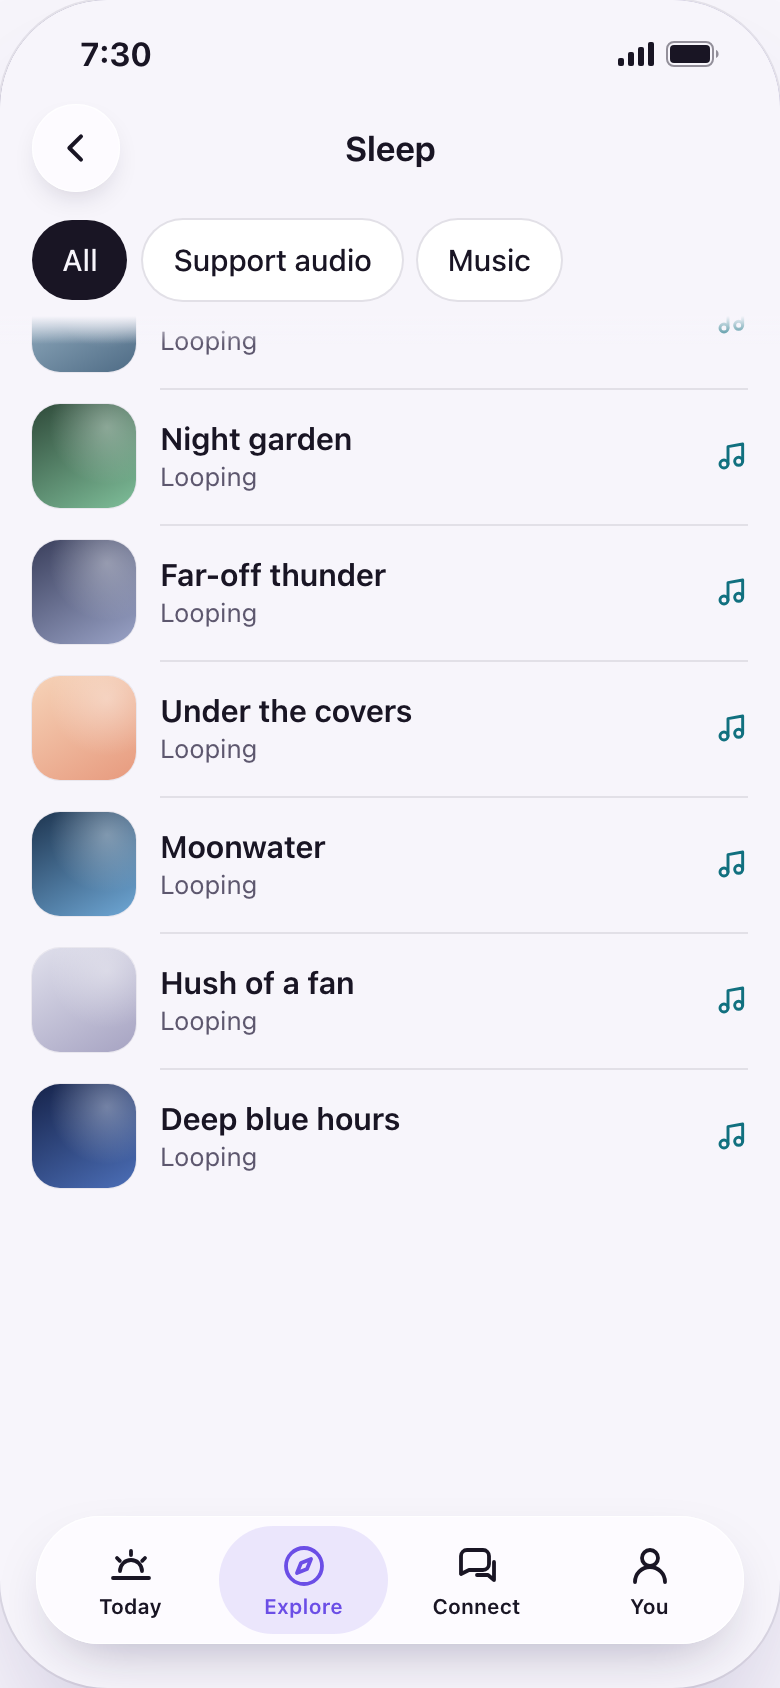 7:30
Sleep
All
Support audio
Music
Looping
Night garden
Looping
Far-off thunder
Looping
Under the covers
Looping
Moonwater
Looping
Hush of a fan
Looping
Deep blue hours
Looping
Today
Explore
Connect
You